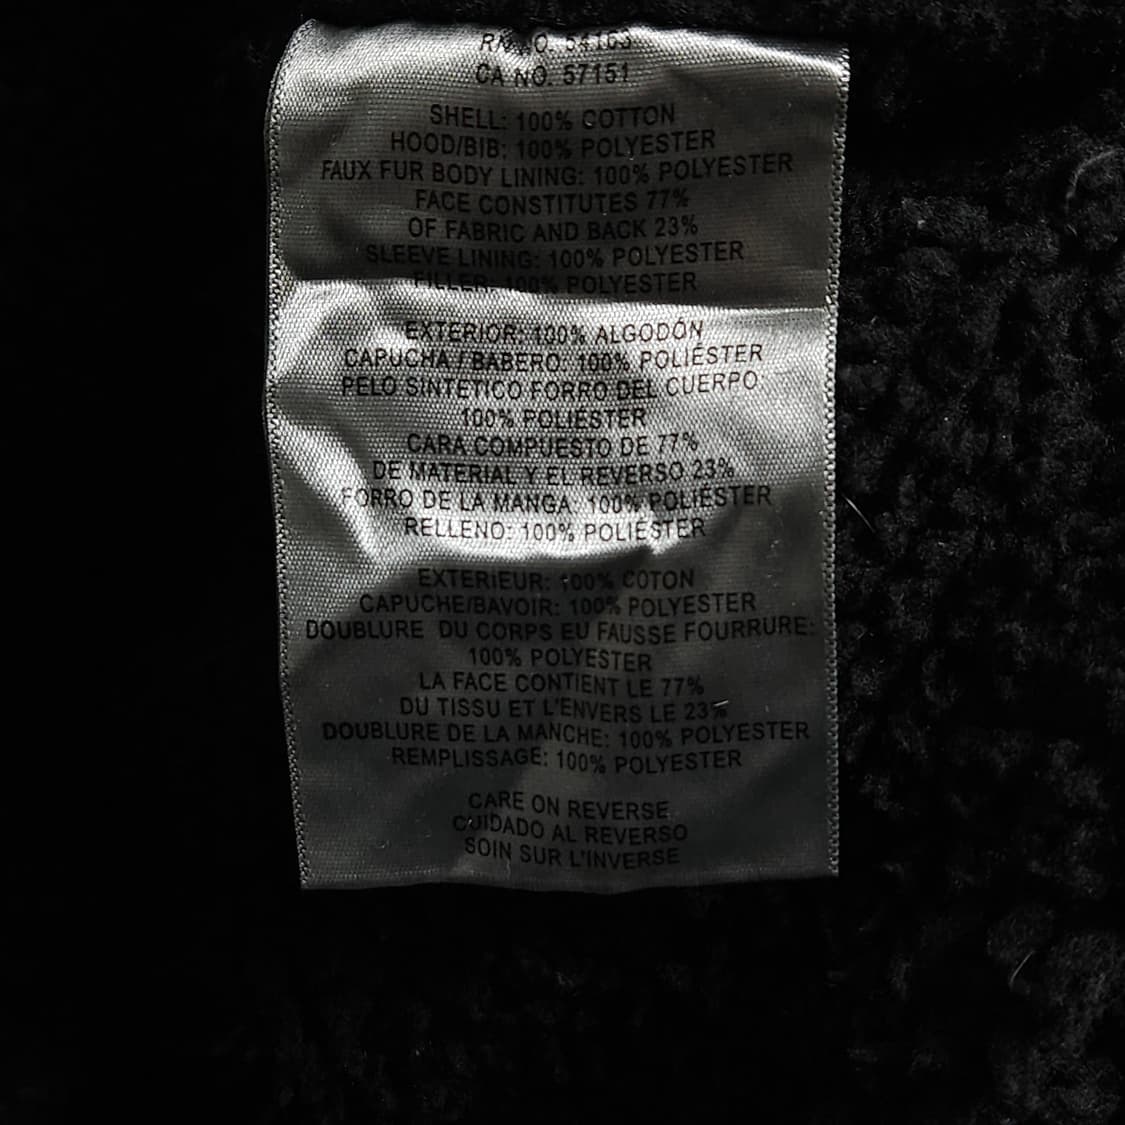 RN NO. 54163
CA NO. 57151
SHELL: 100% COTTON
HOOD/BIB: 100% POLYESTER
FAUX FUR BODY LINING: 100% POLYESTER
FACE CONSTITUTES 77%
OF FABRIC AND BACK 23%
SLEEVE LINING: 100% POLYESTER
FILLER: 100% POLYESTER
EXTERIOR: 100% ALGODÓN
CAPUCHA / BABERO: 100% POLIÉSTER
PELO SINTETICO FORRO DEL CUERPO
100% POLIÉSTER
CARA COMPUESTO DE 77%
DE MATERIAL Y EL REVERSO 23%
FORRO DE LA MANGA: 100% POLIÉSTER
RELLENO: 100% POLIÉSTER
EXTERIEUR: 100% COTON
CAPUCHE/BAVOIR: 100% POLYESTER
DOUBLURE DU CORPS EU FAUSSE FOURRURE:
100% POLYESTER
LA FACE CONTIENT LE 77%
DU TISSU ET L'ENVERS LE 23%
DOUBLURE DE LA MANCHE: 100% POLYESTER
REMPLISSAGE: 100% POLYESTER
CARE ON REVERSE
CUIDADO AL REVERSO
SOIN SUR L'INVERSE